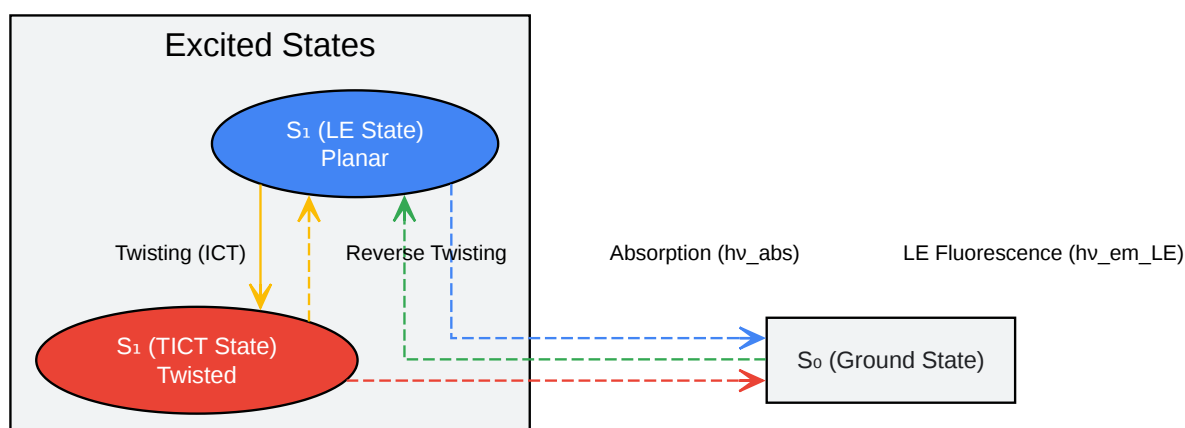 Excited States
S₁ (LE State)
Planar
Twisting (ICT)
Reverse Twisting
Absorption (hν_abs)
LE Fluorescence (hν_em_LE)
S₁ (TICT State)
Twisted
S₀ (Ground State)